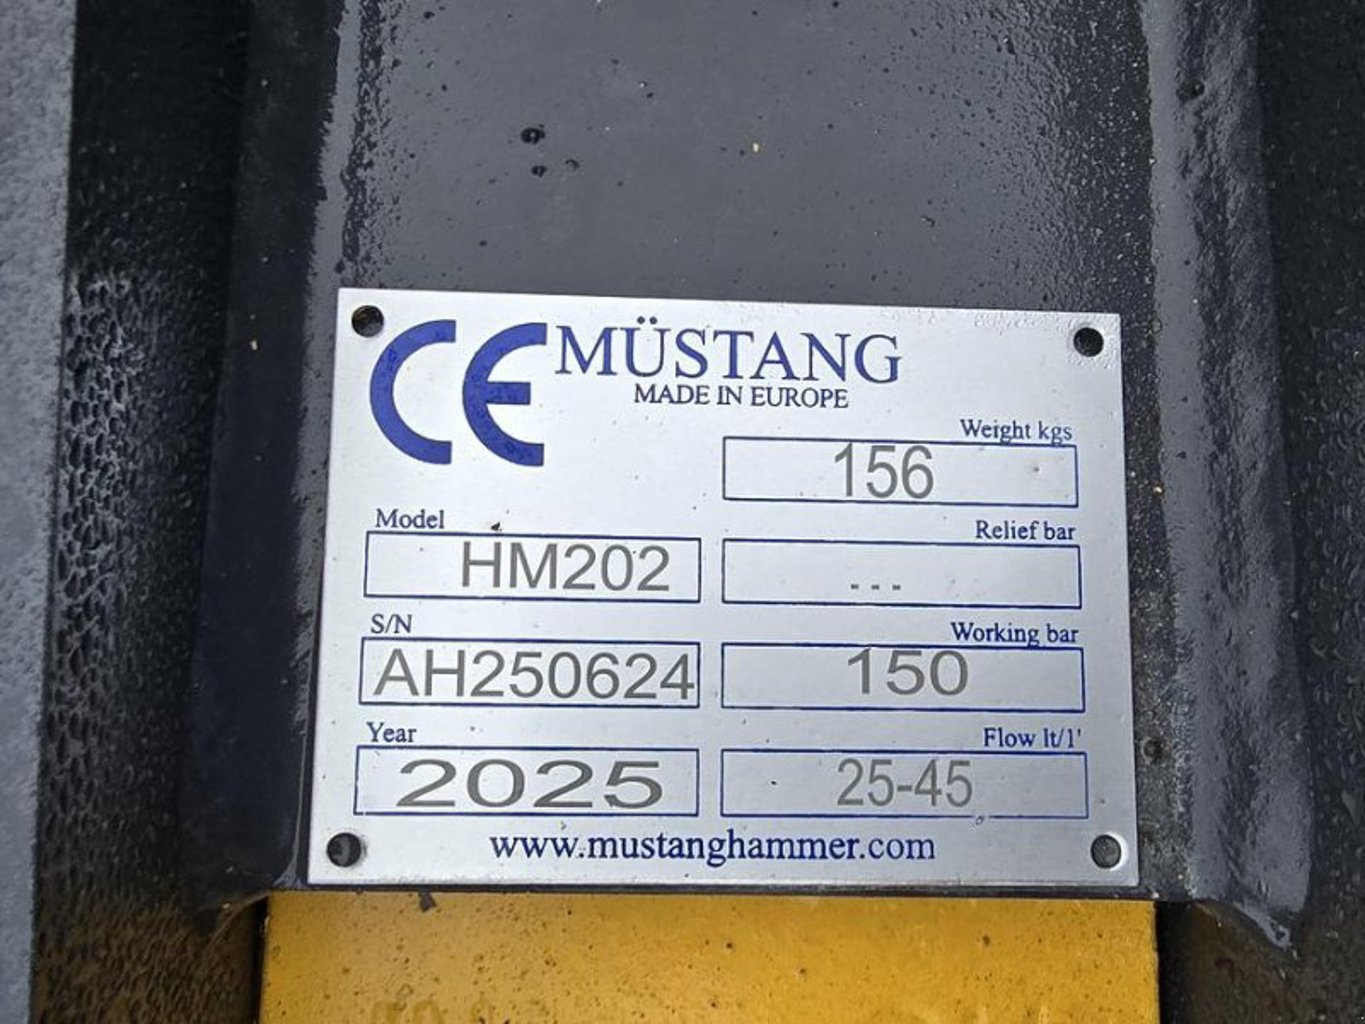 CE MÜSTANG
MADE IN EUROPE
Weight kgs
156
Model
HM202
Relief bar
...
S/N
AH250624
Working bar
150
Year
2025
Flow lt/1'
25-45
www.mustanghammer.com